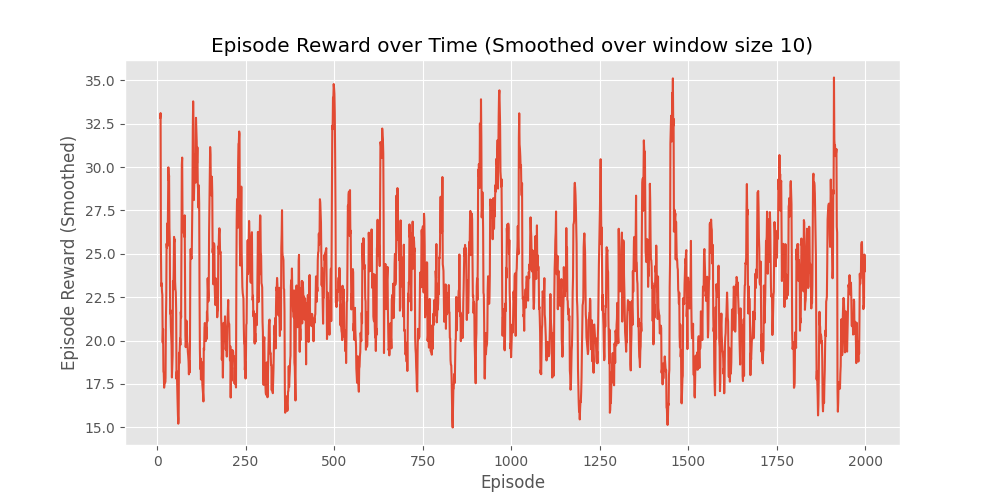 Episode Reward over Time (Smoothed over window size 10)
Episode Reward (Smoothed)
35.0
32.5
30.0
27.5
25.0
22.5
20.0
17.5
15.0
0 250 500 750 1000 1250 1500 1750 2000
Episode